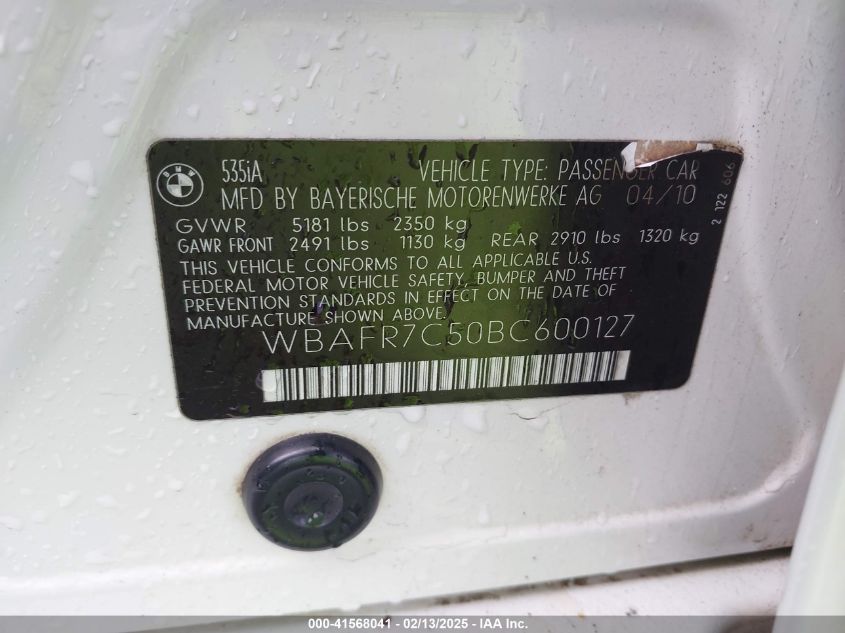 BMW
535iA VEHICLE TYPE: PASSENGER CAR
MFD BY BAYERISCHE MOTORENWERKE AG 04/10
GVWR 5181 lbs 2350 kg
GAWR FRONT 2491 lbs 1130 kg REAR 2910 lbs 1320 kg
THIS VEHICLE CONFORMS TO ALL APPLICABLE U.S.
FEDERAL MOTOR VEHICLE SAFETY, BUMPER AND THEFT
PREVENTION STANDARDS IN EFFECT ON THE DATE OF
MANUFACTURE SHOWN ABOVE.
WBAFR7C50BC600127
2 122 606
000-41568041 - 02/13/2025 - IAA Inc.